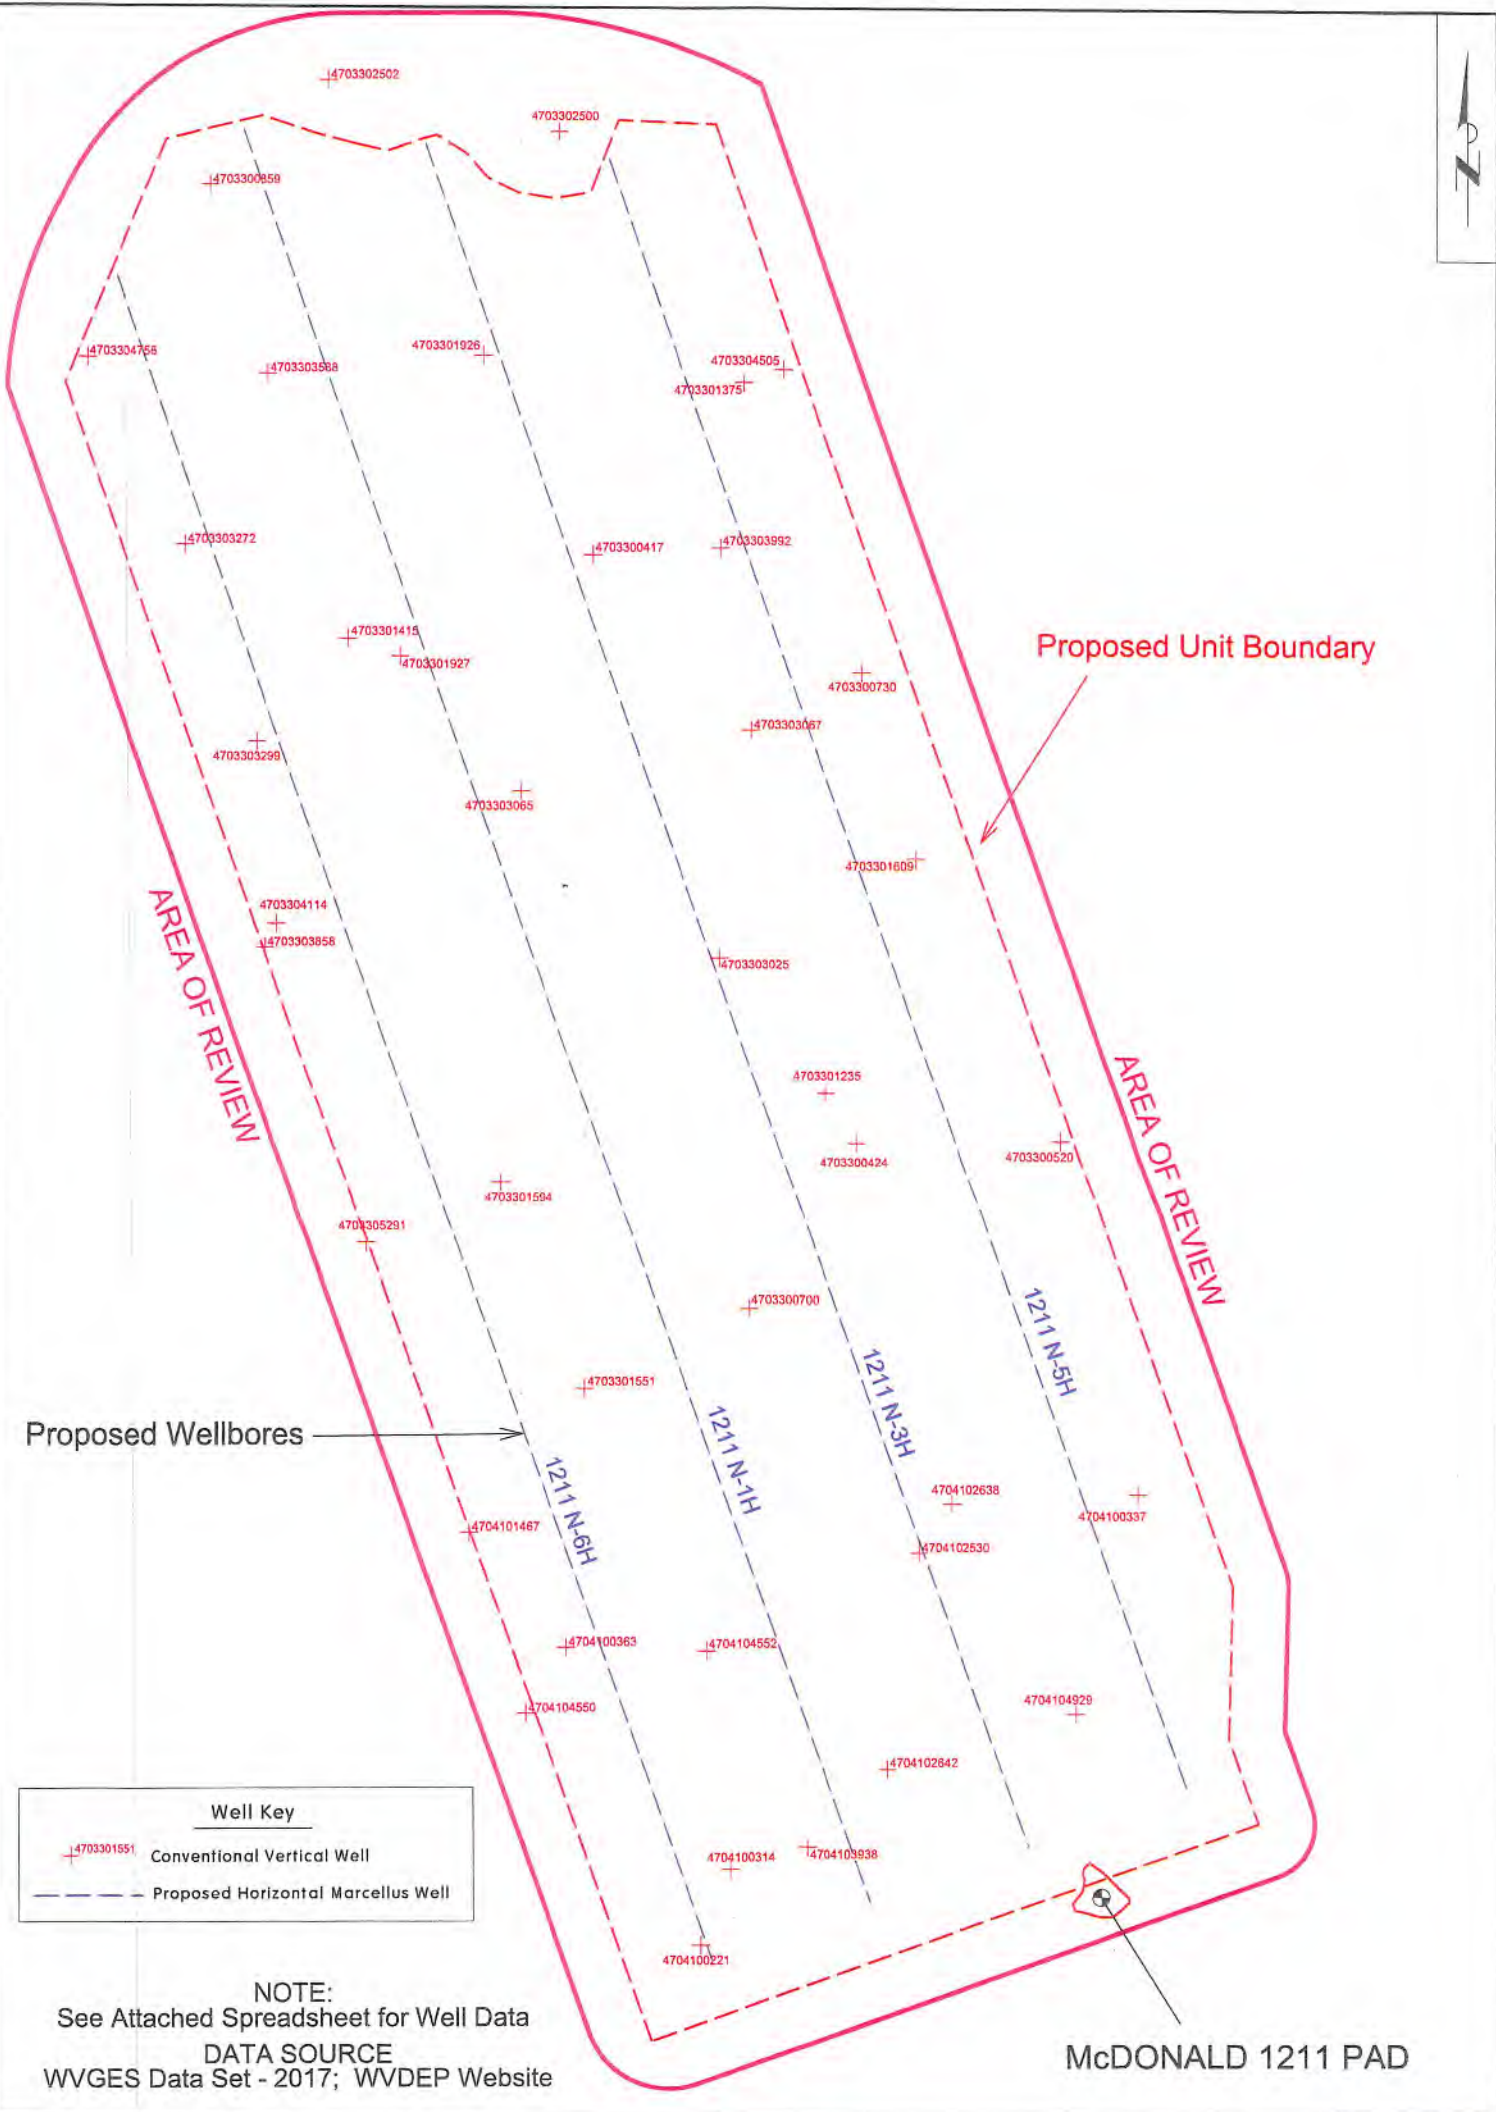 4703302502
4703302500
4703300859
4703304756
4703303568
4703301926
4703304505
4703301375
4703303272
4703300417
4703303992
4703301415
4703301927
Proposed Unit Boundary
4703300730
4703303067
4703303299
4703303065
4703301609
4703304114
4703303858
AREA OF REVIEW
4703303025
4703301235
4703300424
4703300520
AREA OF REVIEW
4703301594
4703305291
4703300700
1211 N-5H
4703301551
1211 N-3H
Proposed Wellbores
1211 N-1H
1211 N-6H
4704102638
4704100337
4704101467
4704102530
4704100363
4704104552
4704104550
4704104929
4704102642
Well Key
4703301551
Conventional Vertical Well
Proposed Horizontal Marcellus Well
4704100314
4704103938
4704100221
NOTE:
See Attached Spreadsheet for Well Data
DATA SOURCE
WVGES Data Set - 2017; WVDEP Website
McDONALD 1211 PAD